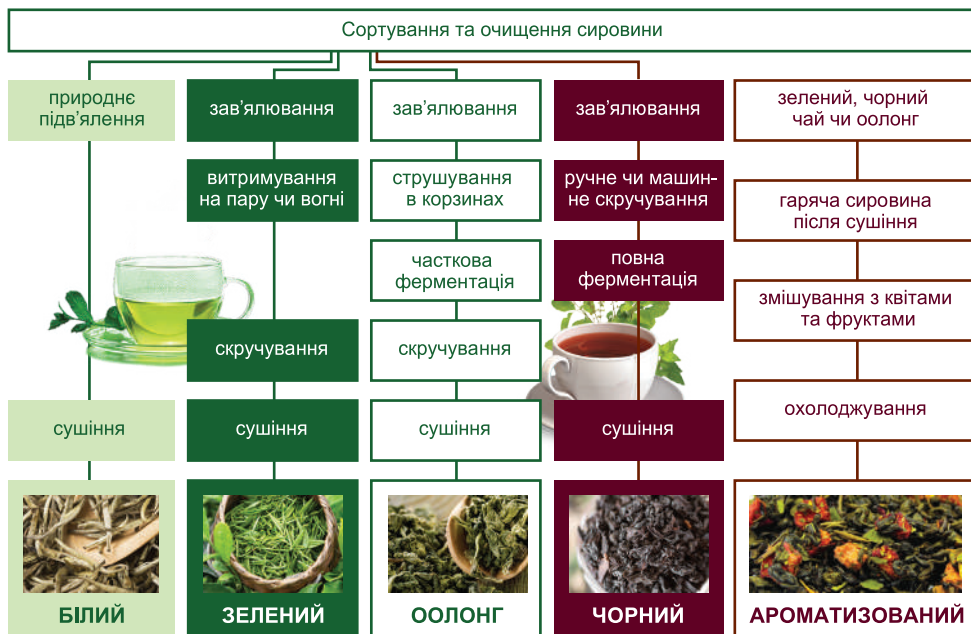 Сортування та очищення сировини
природнє
підв’ялення
сушіння
БІЛИЙ
зав’ялювання
витримування
на пару чи вогні
скручування
сушіння
ЗЕЛЕНИЙ
зав’ялювання
струшування
в корзинах
часткова
ферментація
скручування
сушіння
ООЛОНГ
зав’ялювання
ручне чи машин-
не скручування
повна
ферментація
сушіння
ЧОРНИЙ
зелений, чорний
чай чи оолонг
гаряча сировина
після сушіння
змішування з квітами
та фруктами
охолоджування
АРОМАТИЗОВАНИЙ